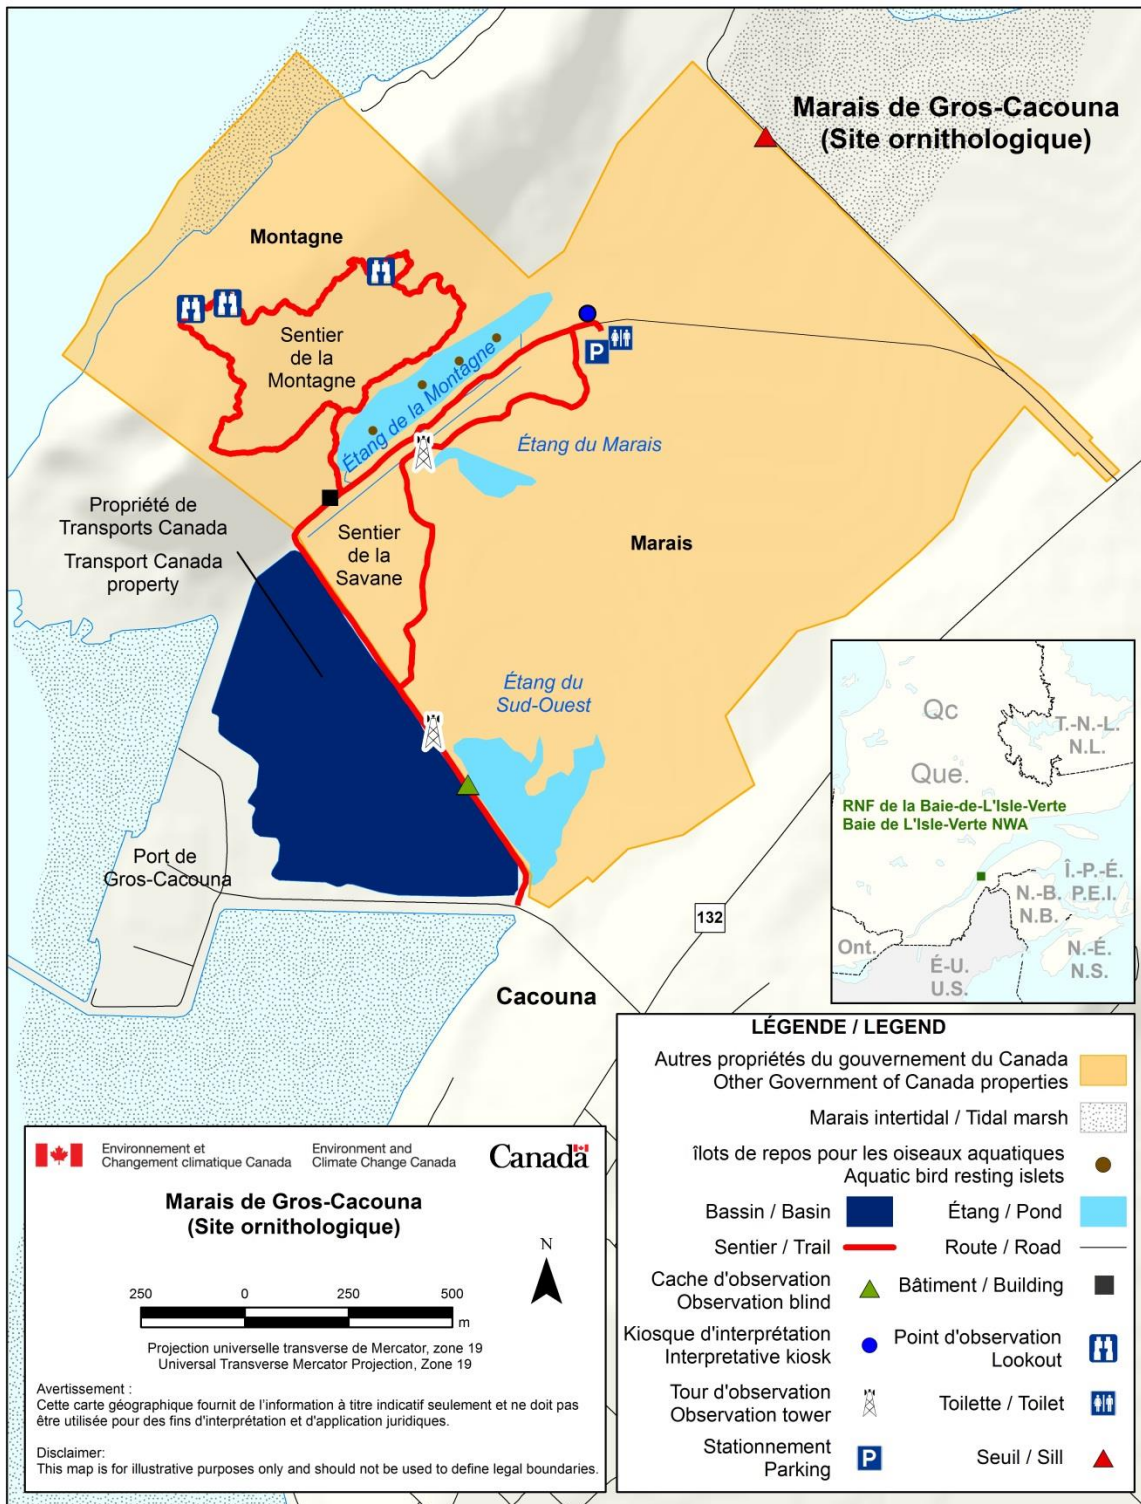 Marais de Gros-Cacouna
(Site ornithologique)
Montagne
Sentier
de la
Montagne
Étang de la Montagne
P
Étang du Marais
Propriété de
Transports Canada
Transport Canada
property
Sentier
de la
Savane
Marais
Étang du
Sud-Ouest
Port de
Gros-Cacouna
132
Cacouna
Qc
Que.
T.-N.-L.
N.L.
RNF de la Baie-de-L'Isle-Verte
Baie de L'Isle-Verte NWA
Î.-P.-É.
P.E.I.
N.-B.
N.B.
Ont.
É-U.
U.S.
N.-É.
N.S.
LÉGENDE / LEGEND
Autres propriétés du gouvernement du Canada
Other Government of Canada properties
Marais intertidal / Tidal marsh
îlots de repos pour les oiseaux aquatiques
Aquatic bird resting islets
Bassin / Basin
Étang / Pond
Sentier / Trail
Route / Road
Cache d'observation
Observation blind
Bâtiment / Building
Kiosque d'interprétation
Interpretative kiosk
Point d'observation
Lookout
Tour d'observation
Observation tower
Toilette / Toilet
Stationnement
Parking
P
Seuil / Sill
Environnement et
Changement climatique Canada
Environment and
Climate Change Canada
Canada
Marais de Gros-Cacouna
(Site ornithologique)
N
250 0 250 500
m
Projection universelle transverse de Mercator, zone 19
Universal Transverse Mercator Projection, Zone 19
Avertissement :
Cette carte géographique fournit de l'information à titre indicatif seulement et ne doit pas
être utilisée pour des fins d'interprétation et d'application juridiques.
Disclaimer:
This map is for illustrative purposes only and should not be used to define legal boundaries.